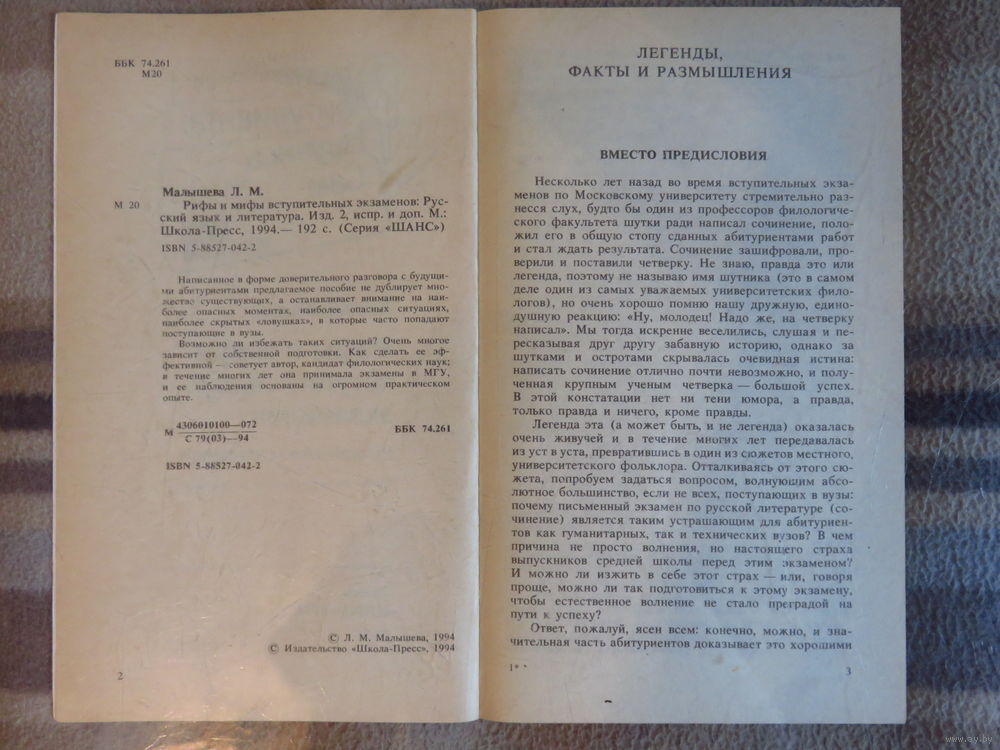 ББК 74.261
М20
Малышева Л. М.
М 20 Рифы и мифы вступительных экзаменов: Рус-
ский язык и литература. Изд. 2, испр. и доп. М.:
Школа-Пресс, 1994.— 192 с. (Серия «ШАНС»)
ISBN 5-88527-042-2
Написанное в форме доверительного разговора с будущи-
ми абитуриентами предлагаемое пособие не дублирует мно-
жество существующих, а останавливает внимание на наи-
более опасных моментах, наиболее опасных ситуациях,
наиболее скрытых «ловушках», в которые часто попадают
поступающие в вузы.
Возможно ли избежать таких ситуаций? Очень многое
зависит от собственной подготовки. Как сделать ее эф-
фективной — советует автор, кандидат филологических наук;
в течение многих лет она принимала экзамены в МГУ,
и ее наблюдения основаны на огромном практическом
опыте.
М 4306010100—072
С 79(03)—94
ББК 74.261
ISBN 5-88527-042-2
© Л. М. Малышева, 1994
© Издательство «Школа-Пресс», 1994
2
ЛЕГЕНДЫ,
ФАКТЫ И РАЗМЫШЛЕНИЯ
ВМЕСТО ПРЕДИСЛОВИЯ
Несколько лет назад во время вступительных экза-
менов по Московскому университету стремительно раз-
несся слух, будто бы один из профессоров филологиче-
ского факультета шутки ради написал сочинение, поло-
жил его в общую стопу сданных абитуриентами работ
и стал ждать результата. Сочинение зашифровали, про-
верили и поставили четверку. Не знаю, правда это или
легенда, поэтому не называю имя шутника (это в самом
деле один из самых уважаемых университетских фило-
логов), но очень хорошо помню нашу дружную, едино-
душную реакцию: «Ну, молодец! Надо же, на четверку
написал». Мы тогда искренне веселились, слушая и пе-
ресказывая друг другу забавную историю, однако за
шутками и остротами скрывалась очевидная истина:
написать сочинение отлично почти невозможно, и полу-
ченная крупным ученым четверка — большой успех.
В этой констатации нет ни тени юмора, а правда,
только правда и ничего, кроме правды.
Легенда эта (а может быть, и не легенда) оказалась
очень живучей и в течение многих лет передавалась
из уст в уста, превратившись в один из сюжетов местного,
университетского фольклора. Отталкиваясь от этого сю-
жета, попробуем задаться вопросом, волнующим абсо-
лютное большинство, если не всех, поступающих в вузы:
почему письменный экзамен по русской литературе (со-
чинение) является таким устрашающим для абитуриен-
тов как гуманитарных, так и технических вузов? В чем
причина не просто волнения, но настоящего страха
выпускников средней школы перед этим экзаменом?
И можно ли изжить в себе этот страх — или, говоря
проще, можно ли так подготовиться к этому экзамену,
чтобы естественное волнение не стало преградой на
пути к успеху?
Ответ, пожалуй, ясен всем: конечно, можно, и зна-
чительная часть абитуриентов доказывает это хорошими
1*
3
www.ay.by